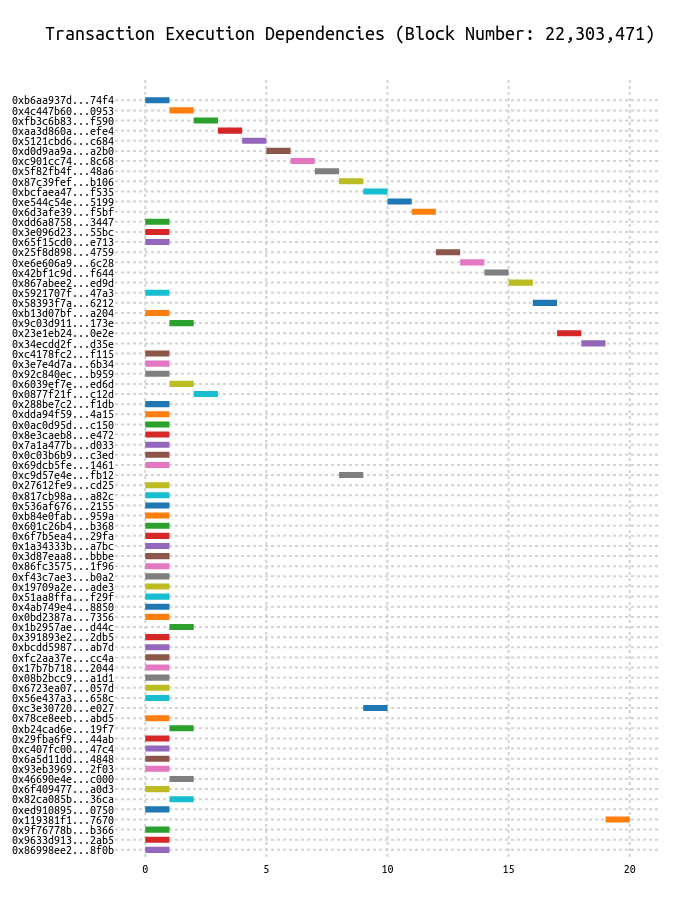 Transaction Execution Dependencies (Block Number: 22,303,471)
0xb6aa937d...74f4
0x4c447b60...0953
0xfb3c6b83...f590
0xaa3d860a...efe4
0x5121cbd6...c684
0xd0d9aa9a...a2b0
0xc901cc74...8c68
0x5f82fb4f...48a6
0x87c39fef...b106
0xbcfaea47...f535
0xe544c54e...5199
0x6d3afe39...f5bf
0xdd6a8758...3447
0x3e096d23...55bc
0x65f15cd0...e713
0x25f8d898...4759
0xe6e606a9...6c28
0x42bf1c9d...f644
0x867abee2...ed9d
0x5921707f...47a3
0x58393f7a...6212
0xb13d07bf...a204
0x9c03d911...173e
0x23e1eb24...0e2e
0x34ecdd2f...d35e
0xc4178fc2...f115
0x3e7e4d7a...6b34
0x92c840ec...b959
0x6039ef7e...ed6d
0x0877f21f...c12d
0x288be7c2...f1db
0xdda94f59...4a15
0x0ac0d95d...c150
0x8e3caeb8...e472
0x7a1a477b...d033
0x0c03b6b9...c3ed
0x69dcb5fe...1461
0xc9d57e4e...fb12
0x27612fe9...cd25
0x817cb98a...a82c
0x536af676...2155
0xb84e0fab...959a
0x601c26b4...b368
0x6f7b5ea4...29fa
0x1a34333b...a7bc
0x3d87eaa8...bbbe
0x86fc3575...1f96
0xf43c7ae3...b0a2
0x19709a2e...ade3
0x51aa8ffa...f29f
0x4ab749e4...8850
0x0bd2387a...7356
0x1b2957ae...d44c
0x391893e2...2db5
0xbcdd5987...ab7d
0xfc2aa37e...cc4a
0x17b7b718...2044
0x08b2bcc9...a1d1
0x6723ea07...057d
0x56e437a3...658c
0xc3e30720...e027
0x78ce8eeb...abd5
0xb24cad6e...19f7
0x29fba6f9...44ab
0xc407fc00...47c4
0x6a5d11dd...4848
0x93eb3969...2f03
0x46690e4e...c000
0x6f409477...a0d3
0x82ca085b...36ca
0xed910895...0750
0x119381f1...7670
0x9f76778b...b366
0x9633d913...2ab5
0x86998ee2...8f0b
0 5 10 15 20